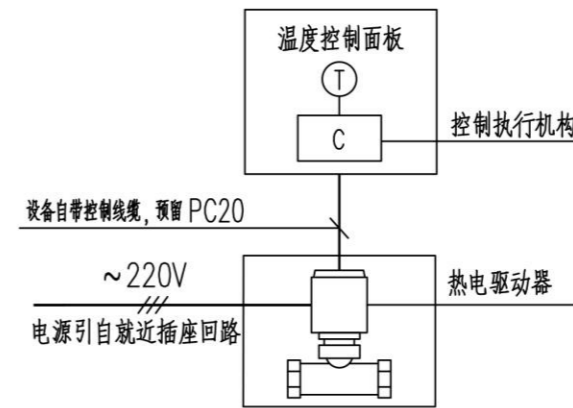 温度控制面板
T
C
控制执行机构
设备自带控制线缆,预留PC20
~220V
热电驱动器
电源引自就近插座回路